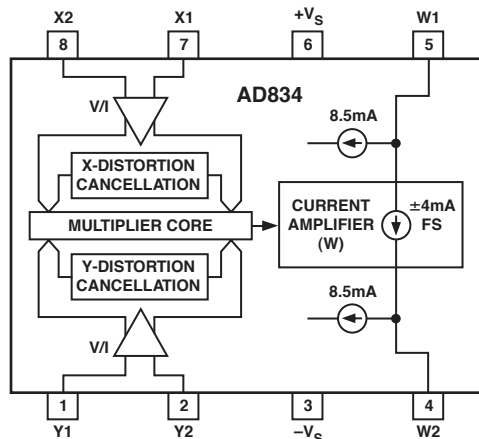 X2 X1 +VS W1
8 7 6 5
AD834
V/I
8.5mA
X-DISTORTION
CANCELLATION
MULTIPLIER CORE
CURRENT
AMPLIFIER
(W)
±4mA
FS
Y-DISTORTION
CANCELLATION
8.5mA
V/I
1 2 3 4
Y1 Y2 –VS W2